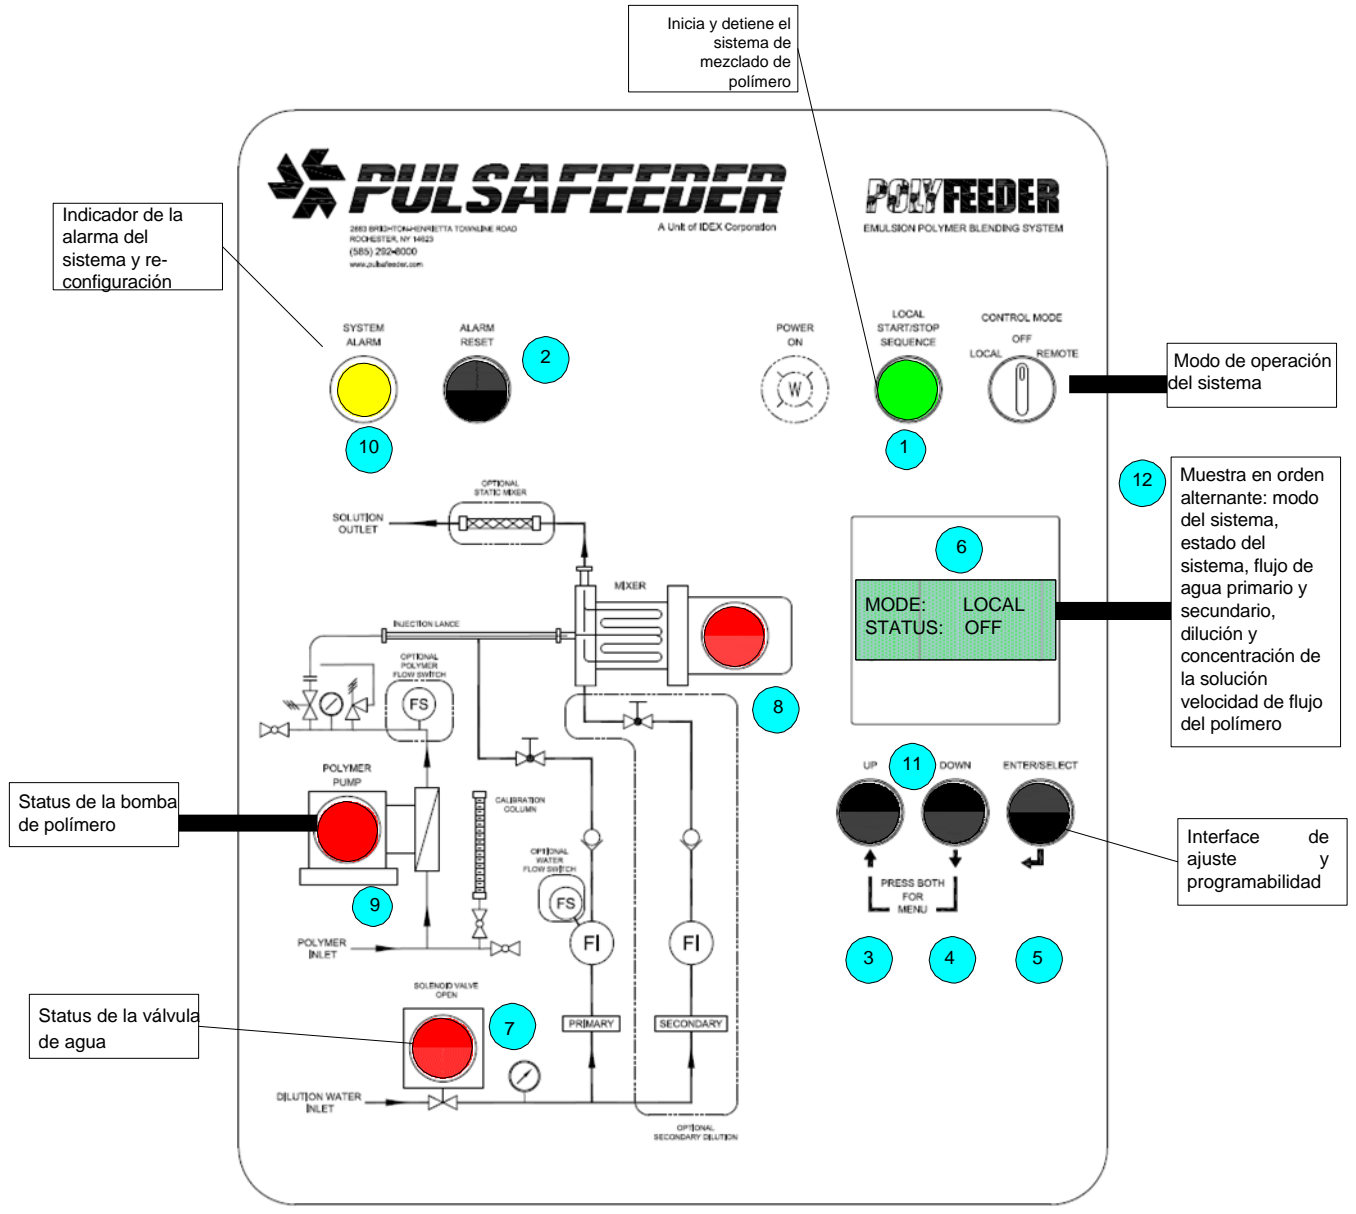 Inicia y detiene el
sistema de
mezclado de
polímero
PULSAFEEDER
2883 BRIGHTON-HENRIETTA TOWNLINE ROAD
ROCHESTER, NY 14623
(585) 292-8000
www.pulsafeeder.com
A Unit of IDEX Corporation
POLYFEEDER
EMULSION POLYMER BLENDING SYSTEM
Indicador de la
alarma del
sistema y re-
configuración
SYSTEM
ALARM
ALARM
RESET
2
10
POWER
ON
W
LOCAL
START/STOP
SEQUENCE
1
CONTROL MODE
OFF
LOCAL
REMOTE
Modo de operación
del sistema
12
Muestra en orden
alternante: modo
del sistema,
estado del
sistema, flujo de
agua primario y
secundario,
dilución y
concentración de
la solución
velocidad de flujo
del polímero
OPTIONAL
STATIC MIXER
SOLUTION
OUTLET
MIXER
INJECTION LANCE
OPTIONAL
POLYMER
FLOW SWITCH
FS
8
6
MODE: LOCAL
STATUS: OFF
POLYMER
PUMP
Status de la bomba
de polímero
9
CALIBRATION
COLUMN
OPTIONAL
WATER
FLOW SWITCH
FS
FI
FI
POLYMER
INLET
UP
11
DOWN
ENTER/SELECT
PRESS BOTH
FOR
MENU
3
4
5
Interface de
ajuste y
programabilidad
SOLENOID VALVE
OPEN
7
Status de la válvula
de agua
PRIMARY
SECONDARY
DILUTION WATER
INLET
OPTIONAL
SECONDARY DILUTION